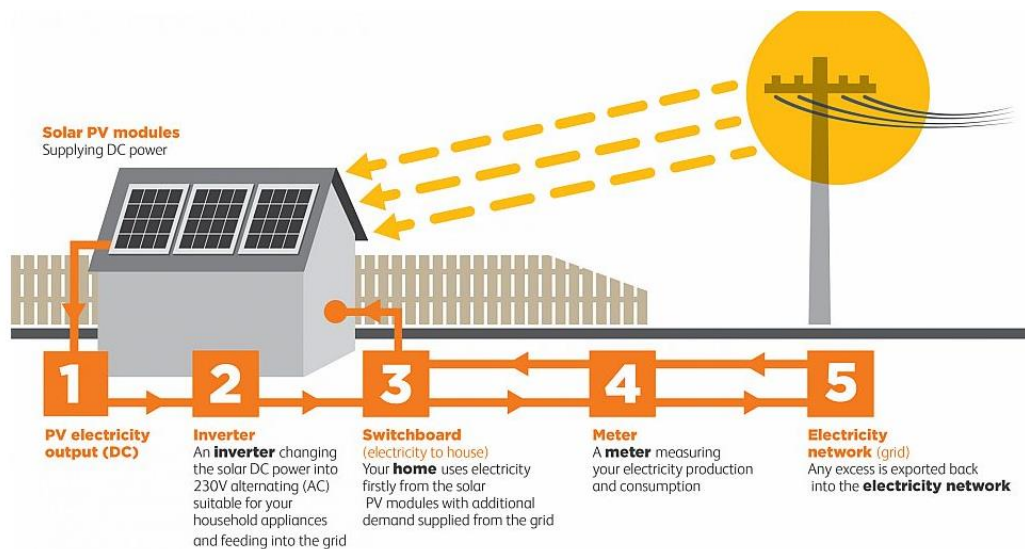 Solar PV modules
Supplying DC power
1
2
3
4
5
PV electricity
output (DC)
Inverter
An inverter changing
the solar DC power into
230V alternating (AC)
suitable for your
household appliances
and feeding into the grid
Switchboard
(electricity to house)
Your home uses electricity
firstly from the solar
PV modules with additional
demand supplied from the grid
Meter
A meter measuring
your electricity production
and consumption
Electricity
network (grid)
Any excess is exported back
into the electricity network